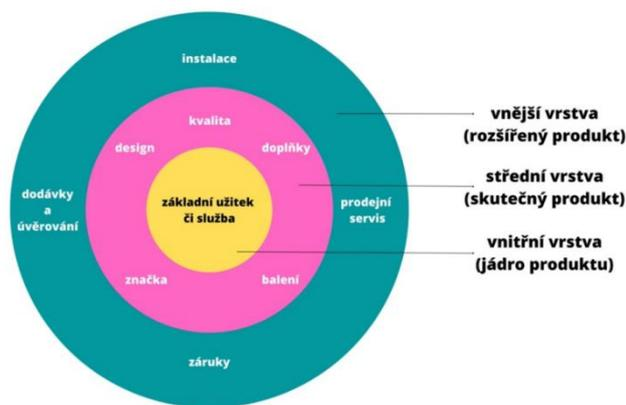 instalace
kvalita
design
doplňky
základní užitek
či služba
dodávky
a
úvěrování
prodejní
servis
značka
balení
záruky
vnější vrstva
(rozšířený produkt)
střední vrstva
(skutečný produkt)
vnitřní vrstva
(jádro produktu)